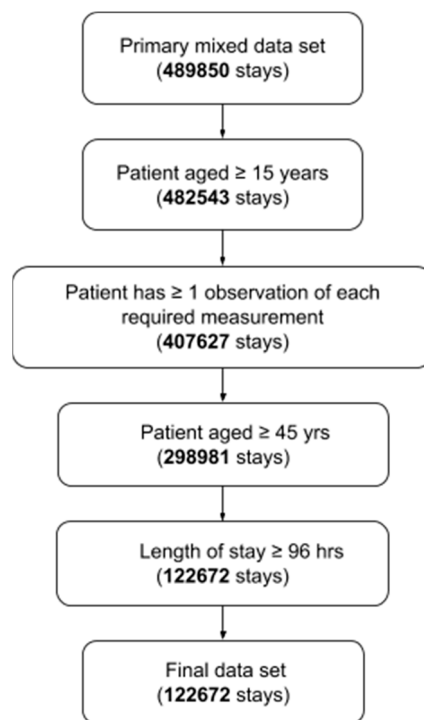 Primary mixed data set
(489850 stays)
Patient aged ≥ 15 years
(482543 stays)
Patient has ≥ 1 observation of each
required measurement
(407627 stays)
Patient aged ≥ 45 yrs
(298981 stays)
Length of stay ≥ 96 hrs
(122672 stays)
Final data set
(122672 stays)